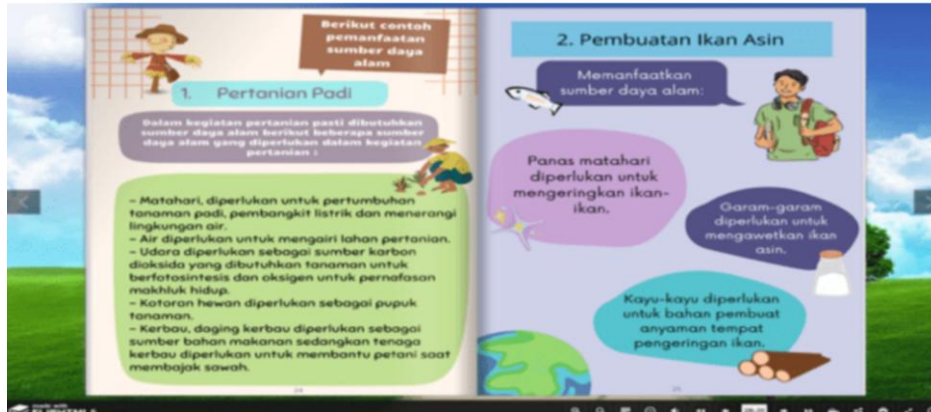 Berikut contoh
pemanfaatan
sumber daya
alam
1. Pertanian Padi
Dalam kegiatan pertanian pasti dibutuhkan
sumber daya alam berikut beberapa sumber
daya alam yang diperlukan dalam kegiatan
pertanian :
- Matahari, diperlukan untuk pertumbuhan
tanaman padi, pembangkit listrik dan menerangi
lingkungan air.
- Air diperlukan untuk mengairi lahan pertanian.
- Udara diperlukan sebagai sumber karbon
dioksida yang dibutuhkan tanaman untuk
berfotosintesis dan oksigen untuk pernafasan
makhluk hidup.
- Kotoran hewan diperlukan sebagai pupuk
tanaman.
- Kerbau, daging kerbau diperlukan sebagai
sumber bahan makanan sedangkan tenaga
kerbau diperlukan untuk membantu petani saat
membajak sawah.
24
2. Pembuatan Ikan Asin
Memanfaatkan
sumber daya alam:
Panas matahari
diperlukan untuk
mengeringkan ikan-
ikan.
Garam-garam
diperlukan untuk
mengawetkan ikan
asin.
Kayu-kayu diperlukan
untuk bahan pembuat
anyaman tempat
pengeringan ikan.
25
made with